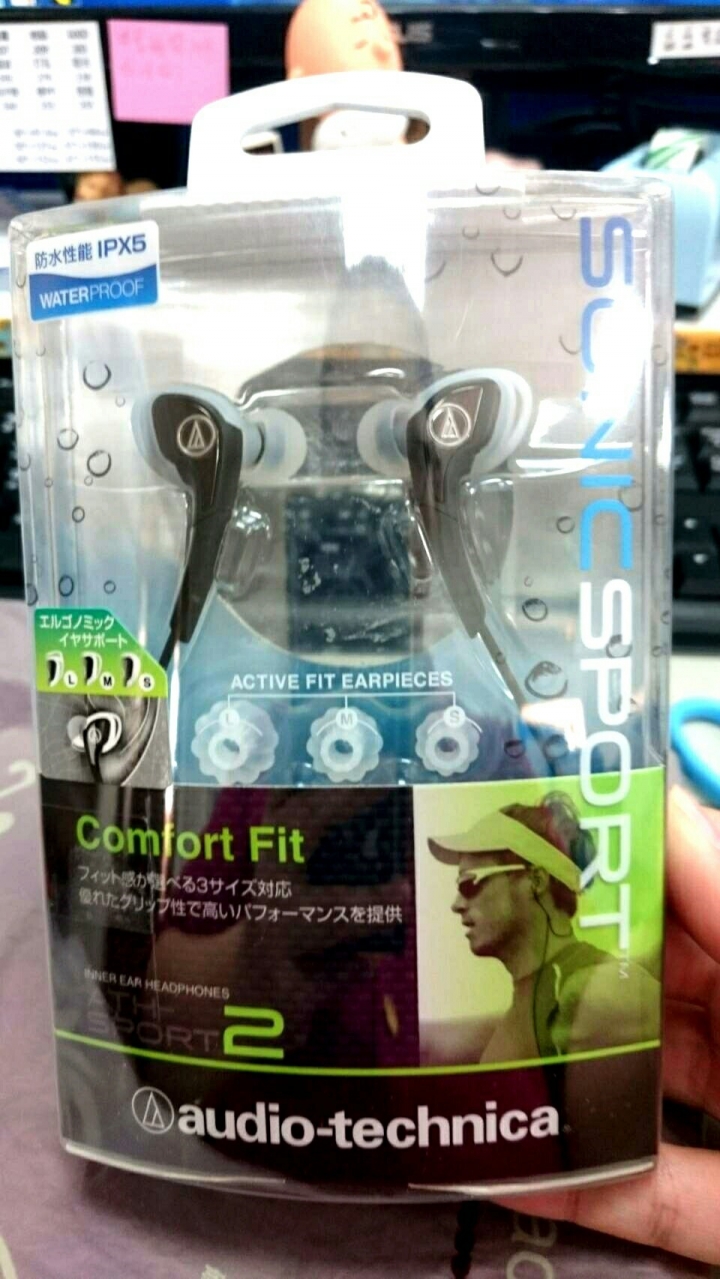 防水性能 IPX5
WATERPROOF
SONICSPORT™
エルゴノミック
イヤサポート
L M S
ACTIVE FIT EARPIECES
L M S
Comfort Fit
フィット感が選べる3サイズ対応
優れたグリップ性で高いパフォーマンスを提供
INNER EAR HEADPHONES
ATH-
SPORT2
audio-technica